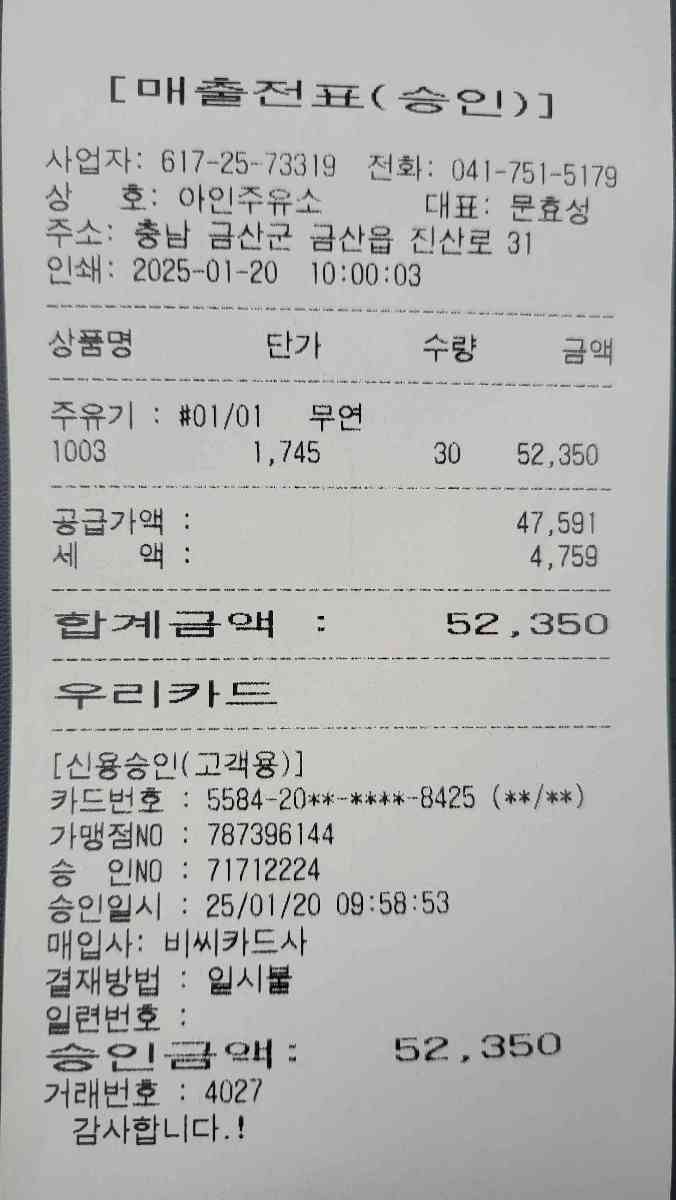 [매출전표(승인)]
사업자: 617-25-73319 전화: 041-751-5179
상 호: 아인주유소 대표: 문효성
주소: 충남 금산군 금산읍 진산로 31
인쇄: 2025-01-20 10:00:03
상품명 단가 수량 금액
주유기 : #01/01 무연
1003 1,745 30 52,350
공급가액 : 47,591
세 액 : 4,759
합계금액 : 52,350
우리카드
[신용승인(고객용)]
카드번호 : 5584-20**-****-8425 (**/**)
가맹점NO : 787396144
승 인NO : 71712224
승인일시 : 25/01/20 09:58:53
매입사: 비씨카드사
결재방법 : 일시불
일련번호 :
승인금액: 52,350
거래번호 : 4027
감사합니다.!